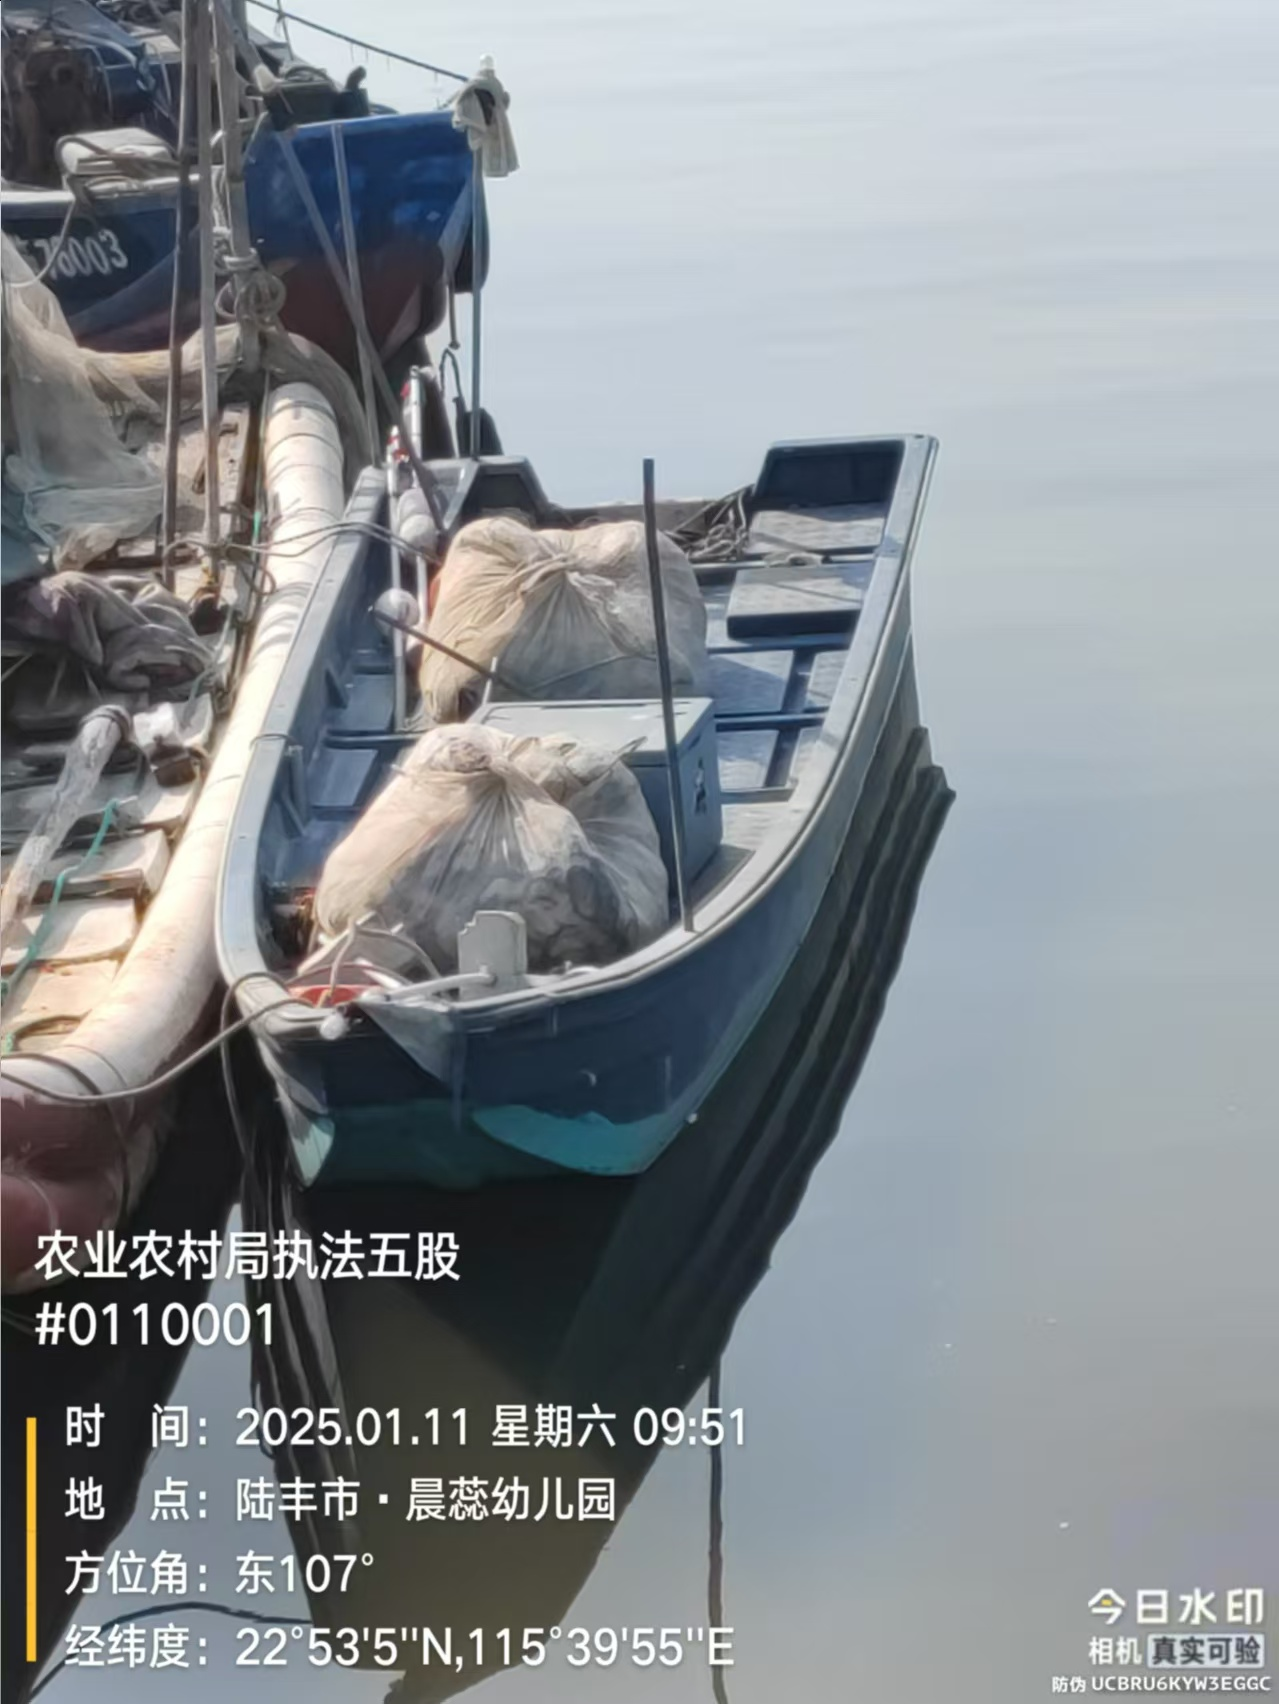 76003
农业农村局执法五股
#0110001
时 间：2025.01.11 星期六 09:51
地 点：陆丰市·晨蕊幼儿园
方位角：东107°
经纬度：22°53'5"N,115°39'55"E
今日水印
相机 真实可验
防伪 UCBRU6KYW3EGGC